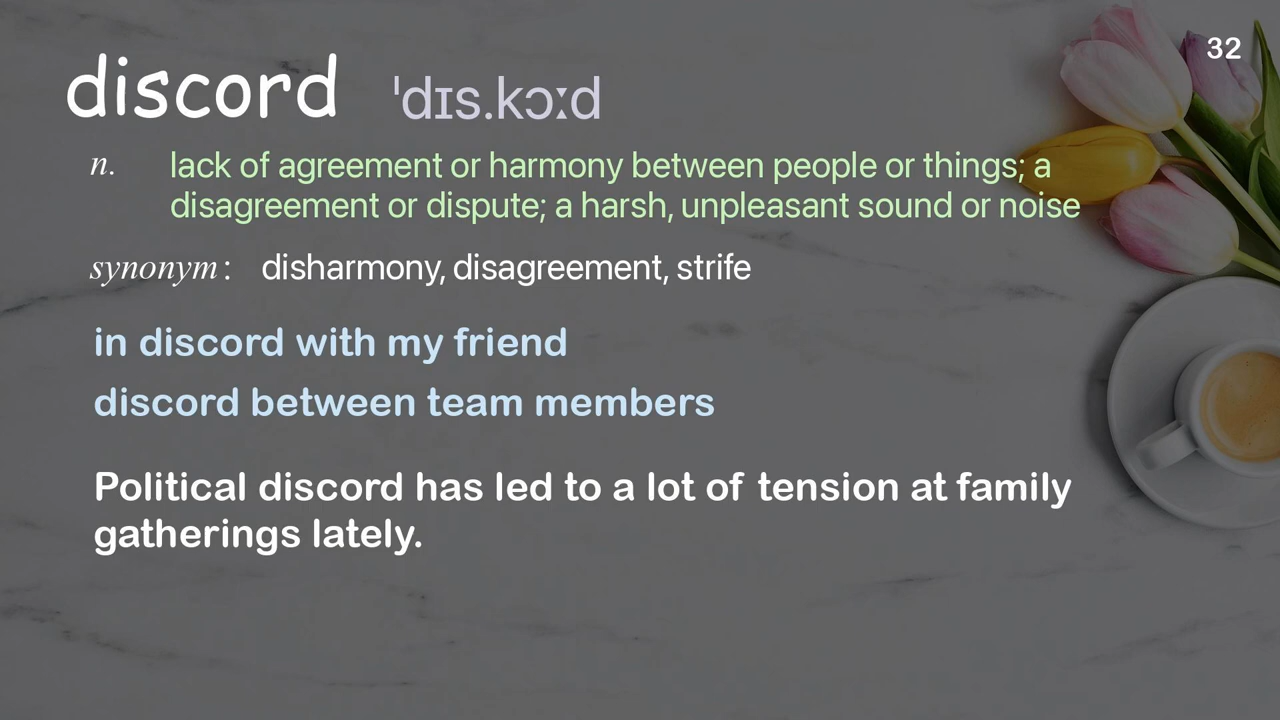 32
discord ˈdɪs.kɔːd
n. lack of agreement or harmony between people or things; a
disagreement or dispute; a harsh, unpleasant sound or noise
synonym: disharmony, disagreement, strife
in discord with my friend
discord between team members
Political discord has led to a lot of tension at family
gatherings lately.